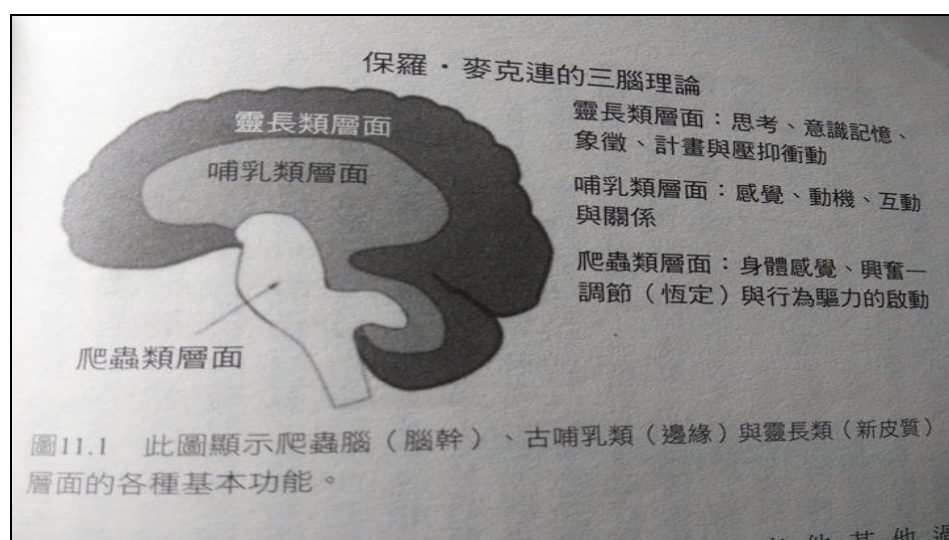 保羅・麥克連的三腦理論
靈長類層面
哺乳類層面
爬蟲類層面
靈長類層面：思考、意識記憶、
象徵、計畫與壓抑衝動
哺乳類層面：感覺、動機、互動
與關係
爬蟲類層面：身體感覺、興奮—
調節（恆定）與行為驅力的啟動
圖11.1 此圖顯示爬蟲腦（腦幹）、古哺乳類（邊緣）與靈長類（新皮質）
層面的各種基本功能。
他其他